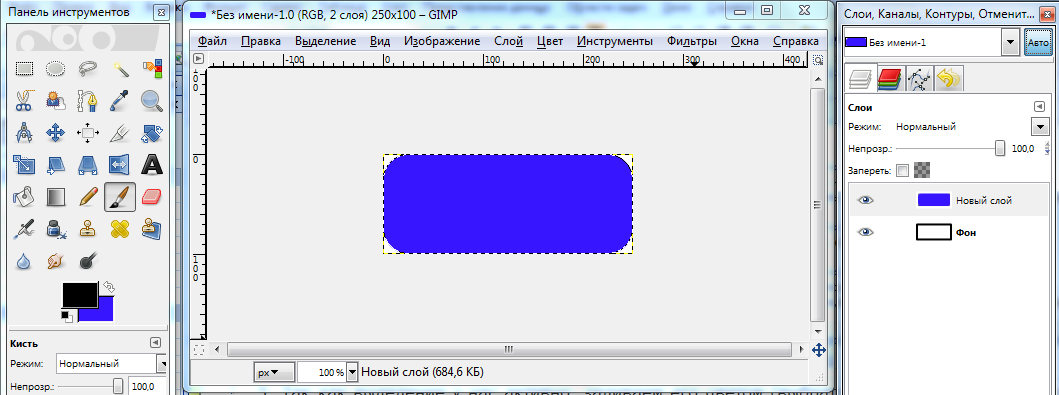 Панель инструментов
Кисть
Режим: Нормальный
Непрозр.: 100,0
*Без имени-1.0 (RGB, 2 слоя) 250x100 – GIMP
Файл Правка Выделение Вид Изображение Слой Цвет Инструменты Фильтры Окна Справка
-100 0 100 200 300 400
0
100
px 100 % Новый слой (684,6 КБ)
Слои, Каналы, Контуры, Отменит...
Без имени-1 Авто
Слои
Режим: Нормальный
Непрозр.: 100,0
Запереть:
Новый слой
Фон